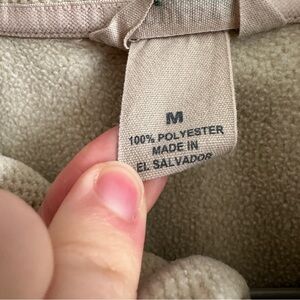 M
100% POLYESTER
MADE IN
EL SALVADOR